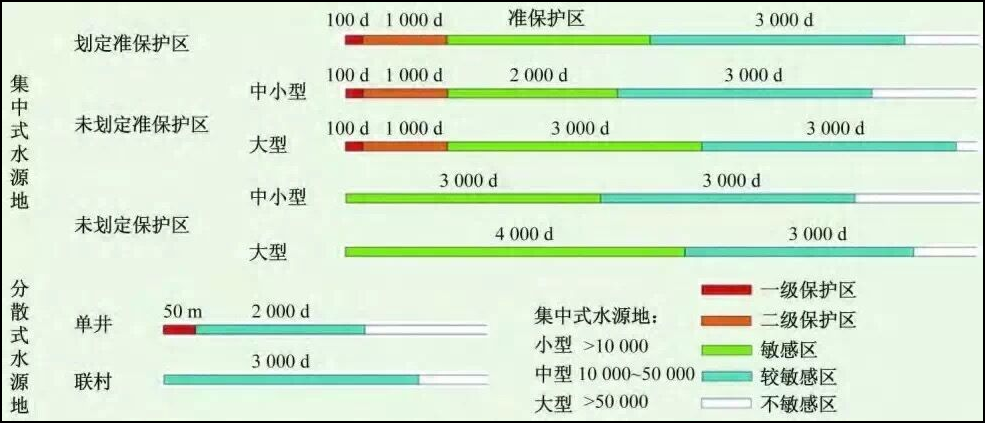 集中式水源地
划定准保护区
100 d 1 000 d 准保护区 3 000 d
未划定准保护区
中小型
100 d 1 000 d 2 000 d 3 000 d
大型
100 d 1 000 d 3 000 d 3 000 d
未划定保护区
中小型
3 000 d 3 000 d
大型
4 000 d 3 000 d
分散式水源地
单井
50 m 2 000 d
联村
3 000 d
集中式水源地：
小型 >10 000
中型 10 000~50 000
大型 >50 000
一级保护区
二级保护区
敏感区
较敏感区
不敏感区